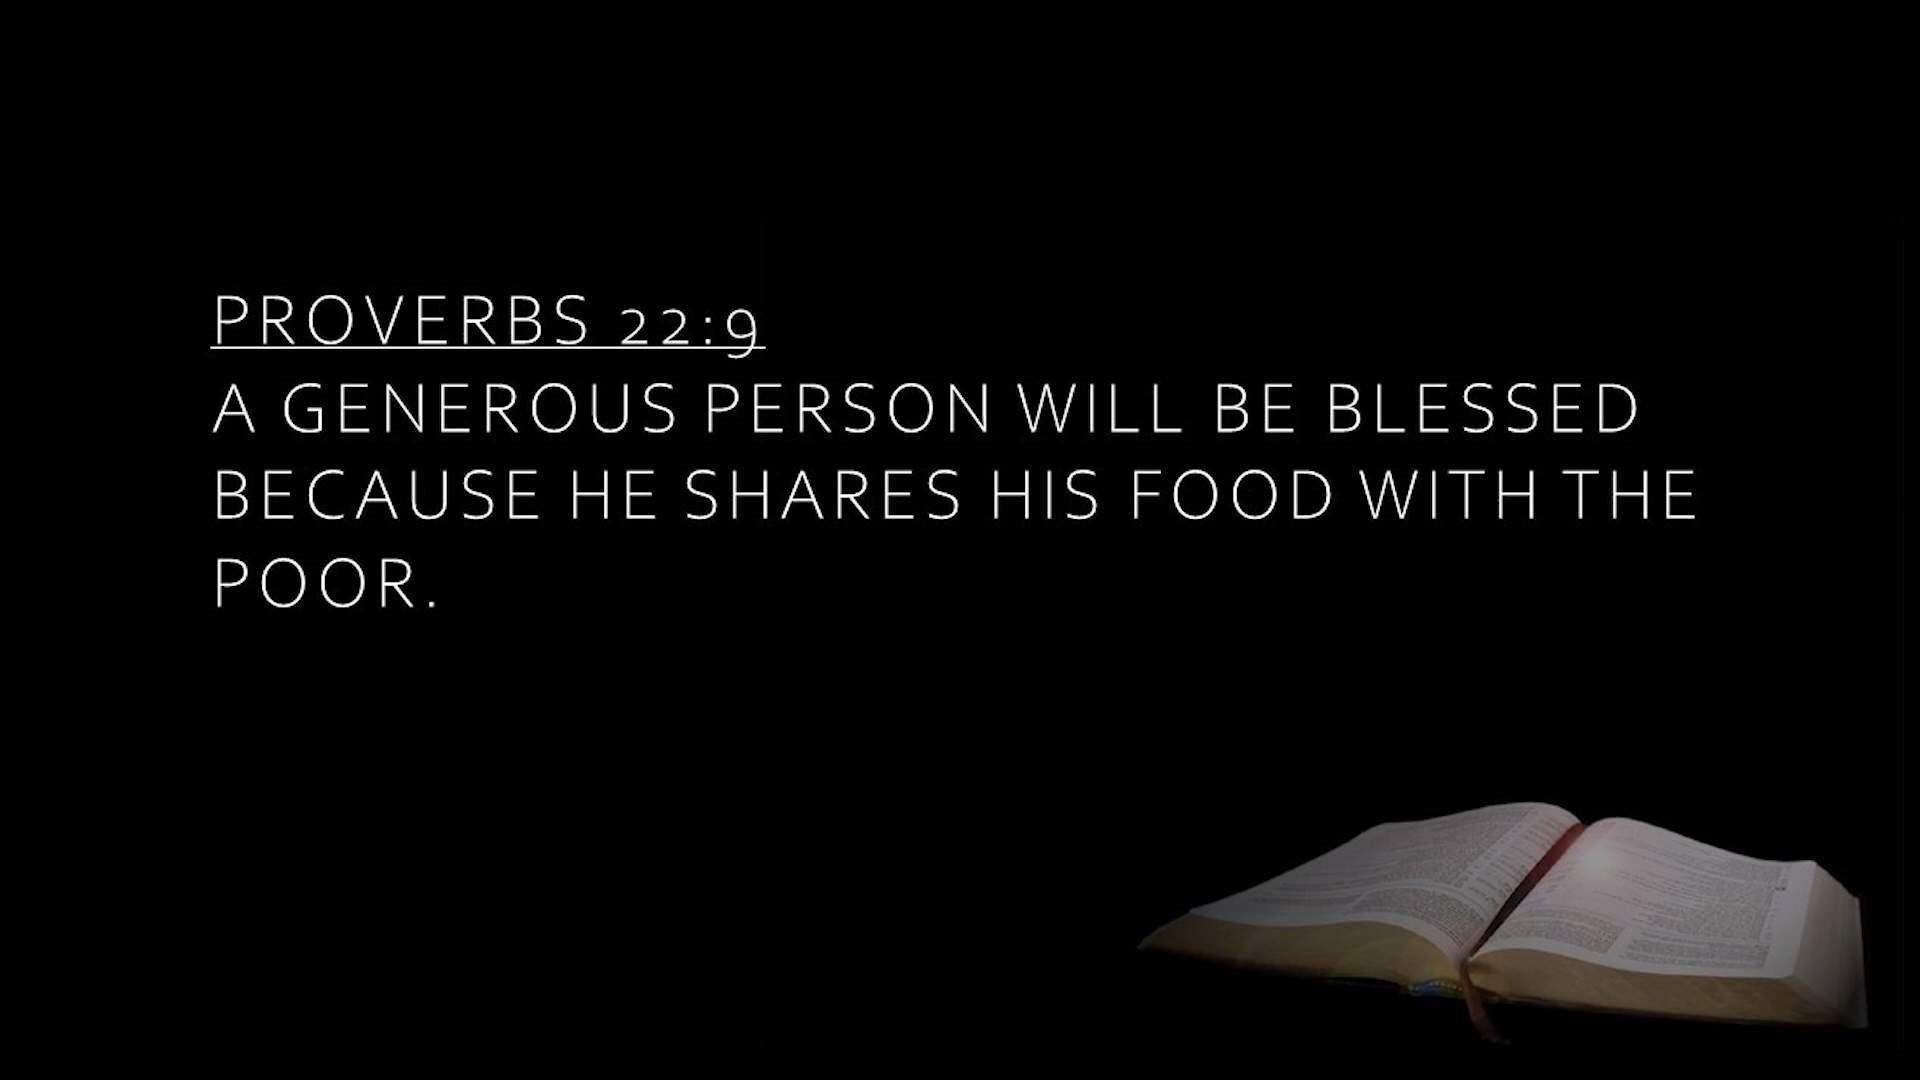 PROVERBS 22:9
A GENEROUS PERSON WILL BE BLESSED
BECAUSE HE SHARES HIS FOOD WITH THE
POOR.